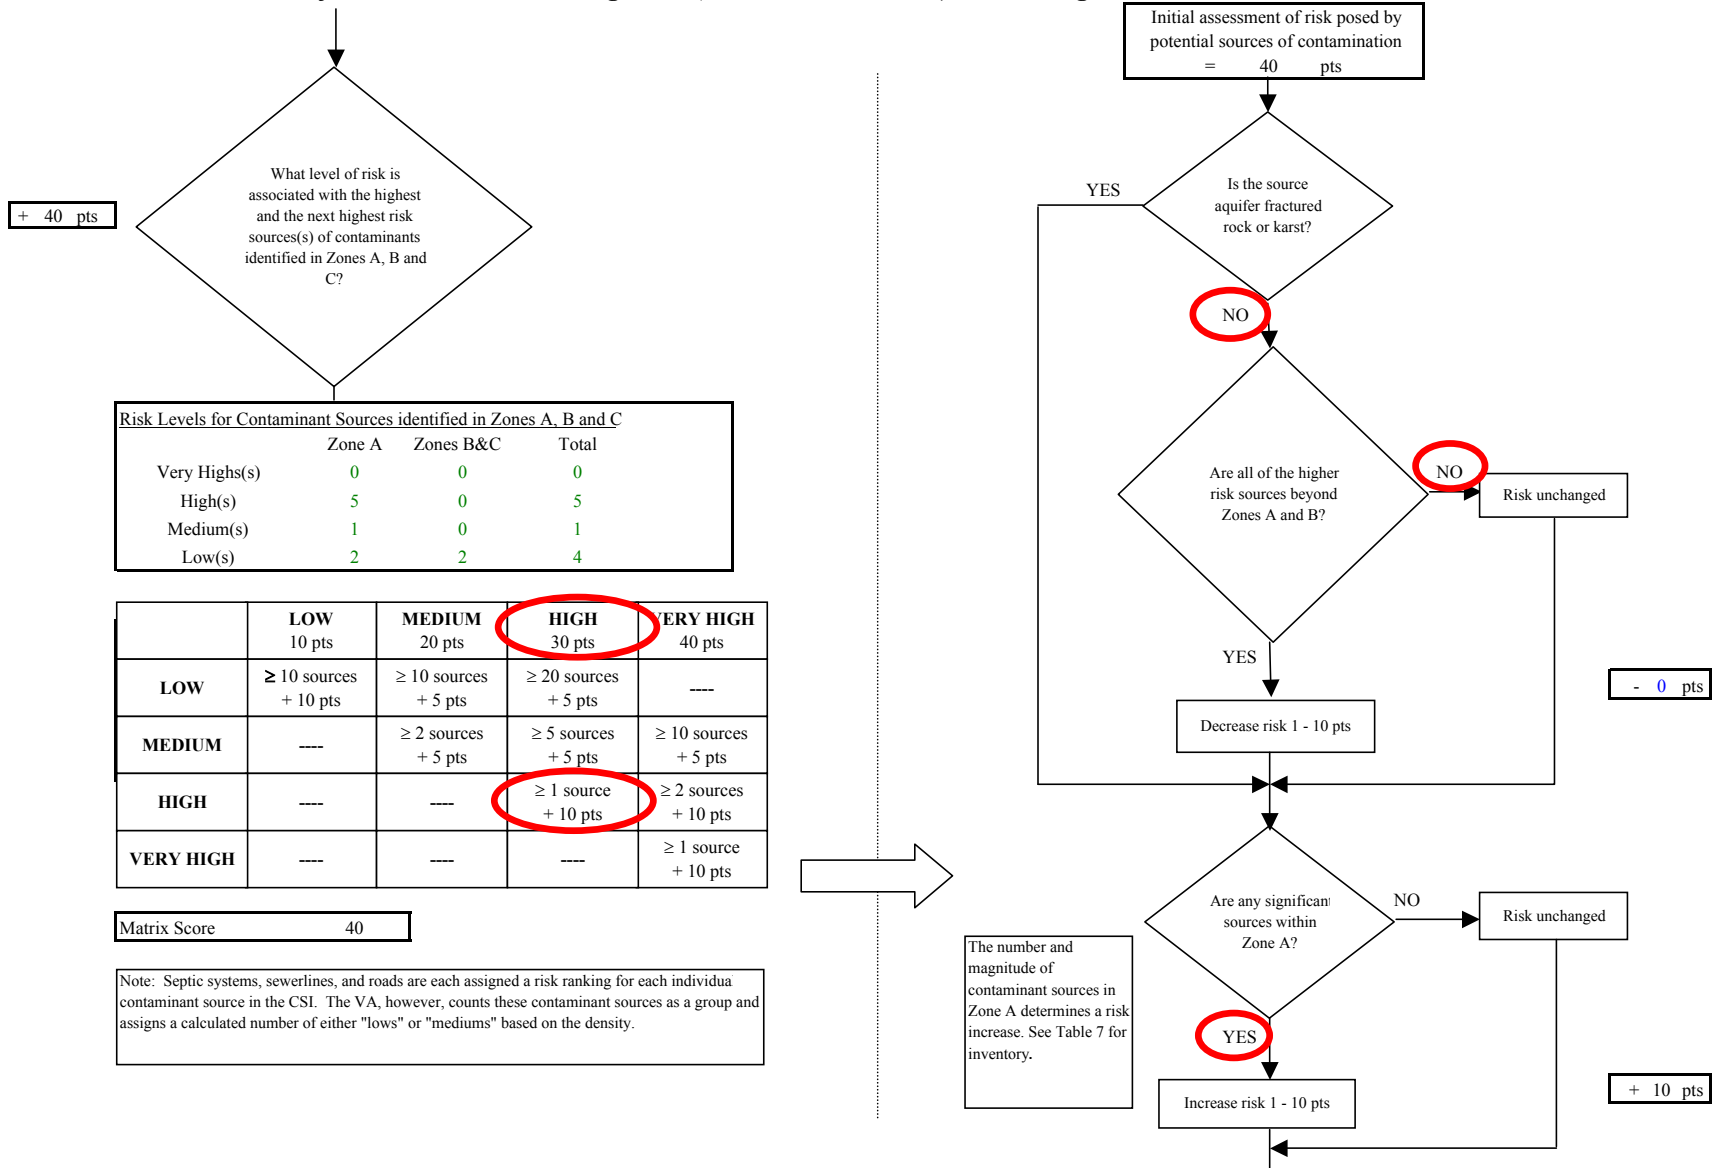 + 40 pts
What level of risk is
associated with the highest
and the next highest risk
sources(s) of contaminants
identified in Zones A, B and
C?
Risk Levels for Contaminant Sources identified in Zones A, B and C
Zone A Zones B&C Total
Very Highs(s) 0 0 0
High(s) 5 0 5
Medium(s) 1 0 1
Low(s) 2 2 4
LOW MEDIUM HIGH VERY HIGH
10 pts 20 pts 30 pts 40 pts
LOW ≥ 10 sources ≥ 10 sources ≥ 20 sources ----
+ 10 pts + 5 pts + 5 pts
MEDIUM ---- ≥ 2 sources ≥ 5 sources ≥ 10 sources
+ 5 pts + 5 pts + 5 pts
HIGH ---- ---- ≥ 1 source ≥ 2 sources
+ 10 pts + 10 pts
VERY HIGH ---- ---- ---- ≥ 1 source
+ 10 pts
Matrix Score 40
Note: Septic systems, sewerlines, and roads are each assigned a risk ranking for each individua
contaminant source in the CSI. The VA, however, counts these contaminant sources as a group and
assigns a calculated number of either "lows" or "mediums" based on the density.
Initial assessment of risk posed by
potential sources of contamination
= 40 pts
YES
Is the source
aquifer fractured
rock or karst?
NO
Are all of the higher
risk sources beyond
Zones A and B?
NO
Risk unchanged
YES
- 0 pts
Decrease risk 1 - 10 pts
Are any significant
sources within
Zone A?
NO
Risk unchanged
The number and
magnitude of
contaminant sources in
Zone A determines a risk
increase. See Table 7 for
inventory.
YES
+ 10 pts
Increase risk 1 - 10 pts